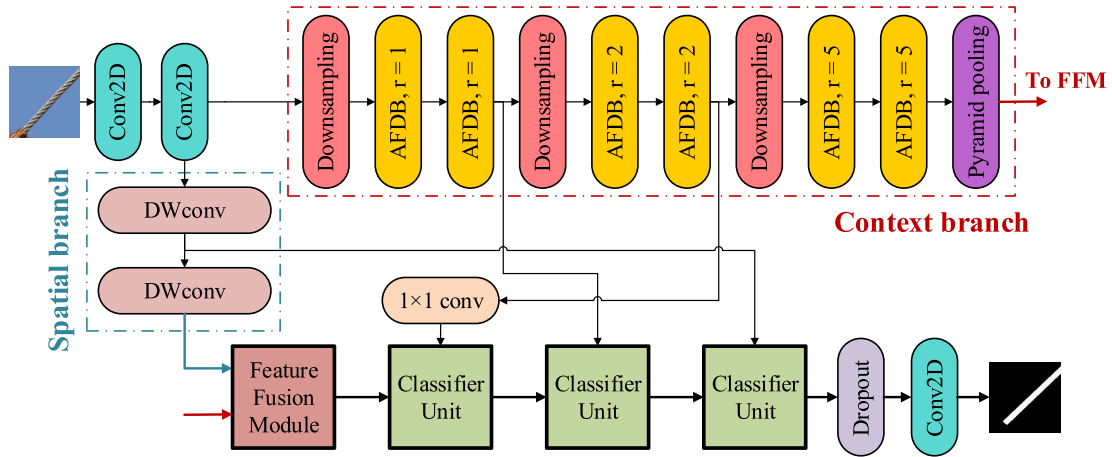 Conv2D
Conv2D
Downsampling
AFDB, r = 1
AFDB, r = 1
Downsampling
AFDB, r = 2
AFDB, r = 2
Downsampling
AFDB, r = 5
AFDB, r = 5
Pyramid pooling
To FFM
Context branch
Spatial branch
DWconv
DWconv
1×1 conv
Feature
Fusion
Module
Classifier
Unit
Classifier
Unit
Classifier
Unit
Dropout
Conv2D